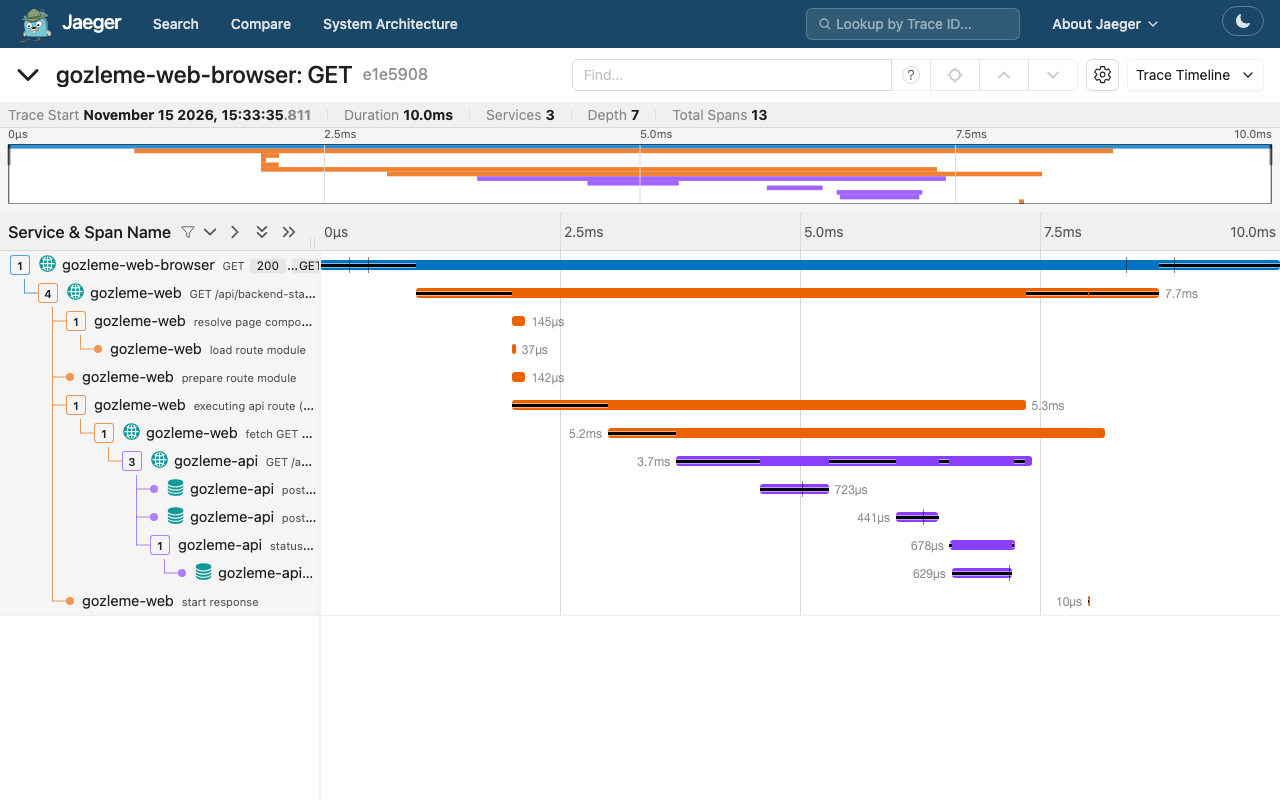 Jaeger Search Compare System Architecture Lookup by Trace ID... About Jaeger
gozleme-web-browser: GET e1e5908 Find... ? Trace Timeline
Trace Start November 15 2026, 15:33:35.811 Duration 10.0ms Services 3 Depth 7 Total Spans 13
0μs 2.5ms 5.0ms 7.5ms 10.0ms
Service & Span Name 0μs 2.5ms 5.0ms 7.5ms 10.0ms
1 gozleme-web-browser GET 200 ...GET
4 gozleme-web GET /api/backend-sta... 7.7ms
1 gozleme-web resolve page compo... 145μs
gozleme-web load route module 37μs
gozleme-web prepare route module 142μs
1 gozleme-web executing api route (... 5.3ms
1 gozleme-web fetch GET ... 5.2ms
3 gozleme-api GET /a... 3.7ms
gozleme-api post... 723μs
gozleme-api post... 441μs
1 gozleme-api status... 678μs
gozleme-api... 629μs
gozleme-web start response 10μs